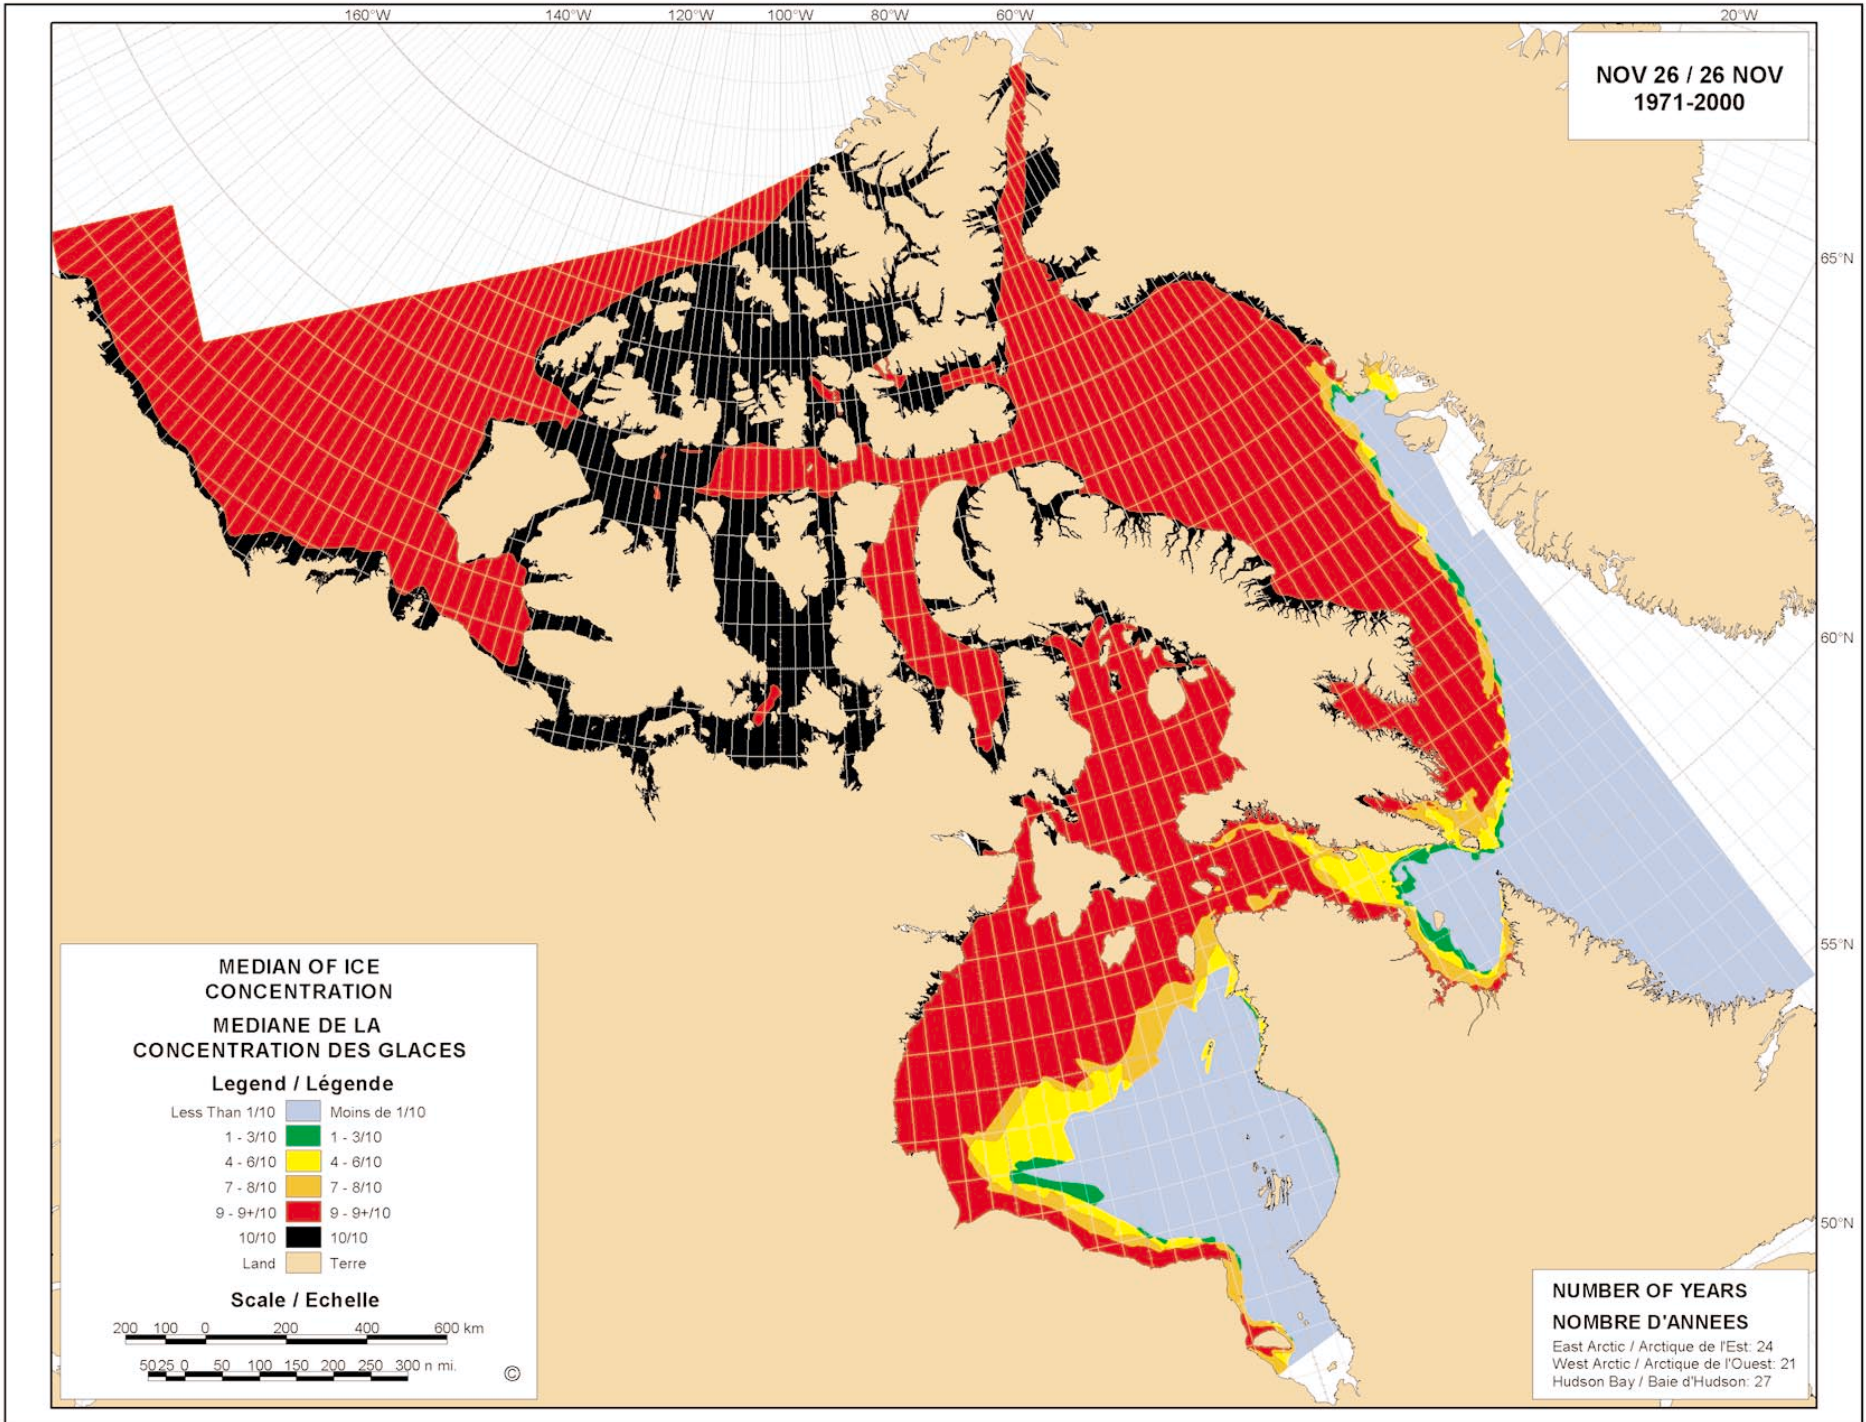 160°W 140°W 120°W 100°W 80°W 60°W 20°W
NOV 26 / 26 NOV
1971-2000
65°N
60°N
55°N
50°N
MEDIAN OF ICE
CONCENTRATION
MEDIANE DE LA
CONCENTRATION DES GLACES
Legend / Légende
Less Than 1/10 Moins de 1/10
1 - 3/10 1 - 3/10
4 - 6/10 4 - 6/10
7 - 8/10 7 - 8/10
9 - 9+/10 9 - 9+/10
10/10 10/10
Land Terre
Scale / Echelle
200 100 0 200 400 600 km
50 25 0 50 100 150 200 250 300 n mi.
©
NUMBER OF YEARS
NOMBRE D'ANNEES
East Arctic / Arctique de l'Est: 24
West Arctic / Arctique de l'Ouest: 21
Hudson Bay / Baie d'Hudson: 27